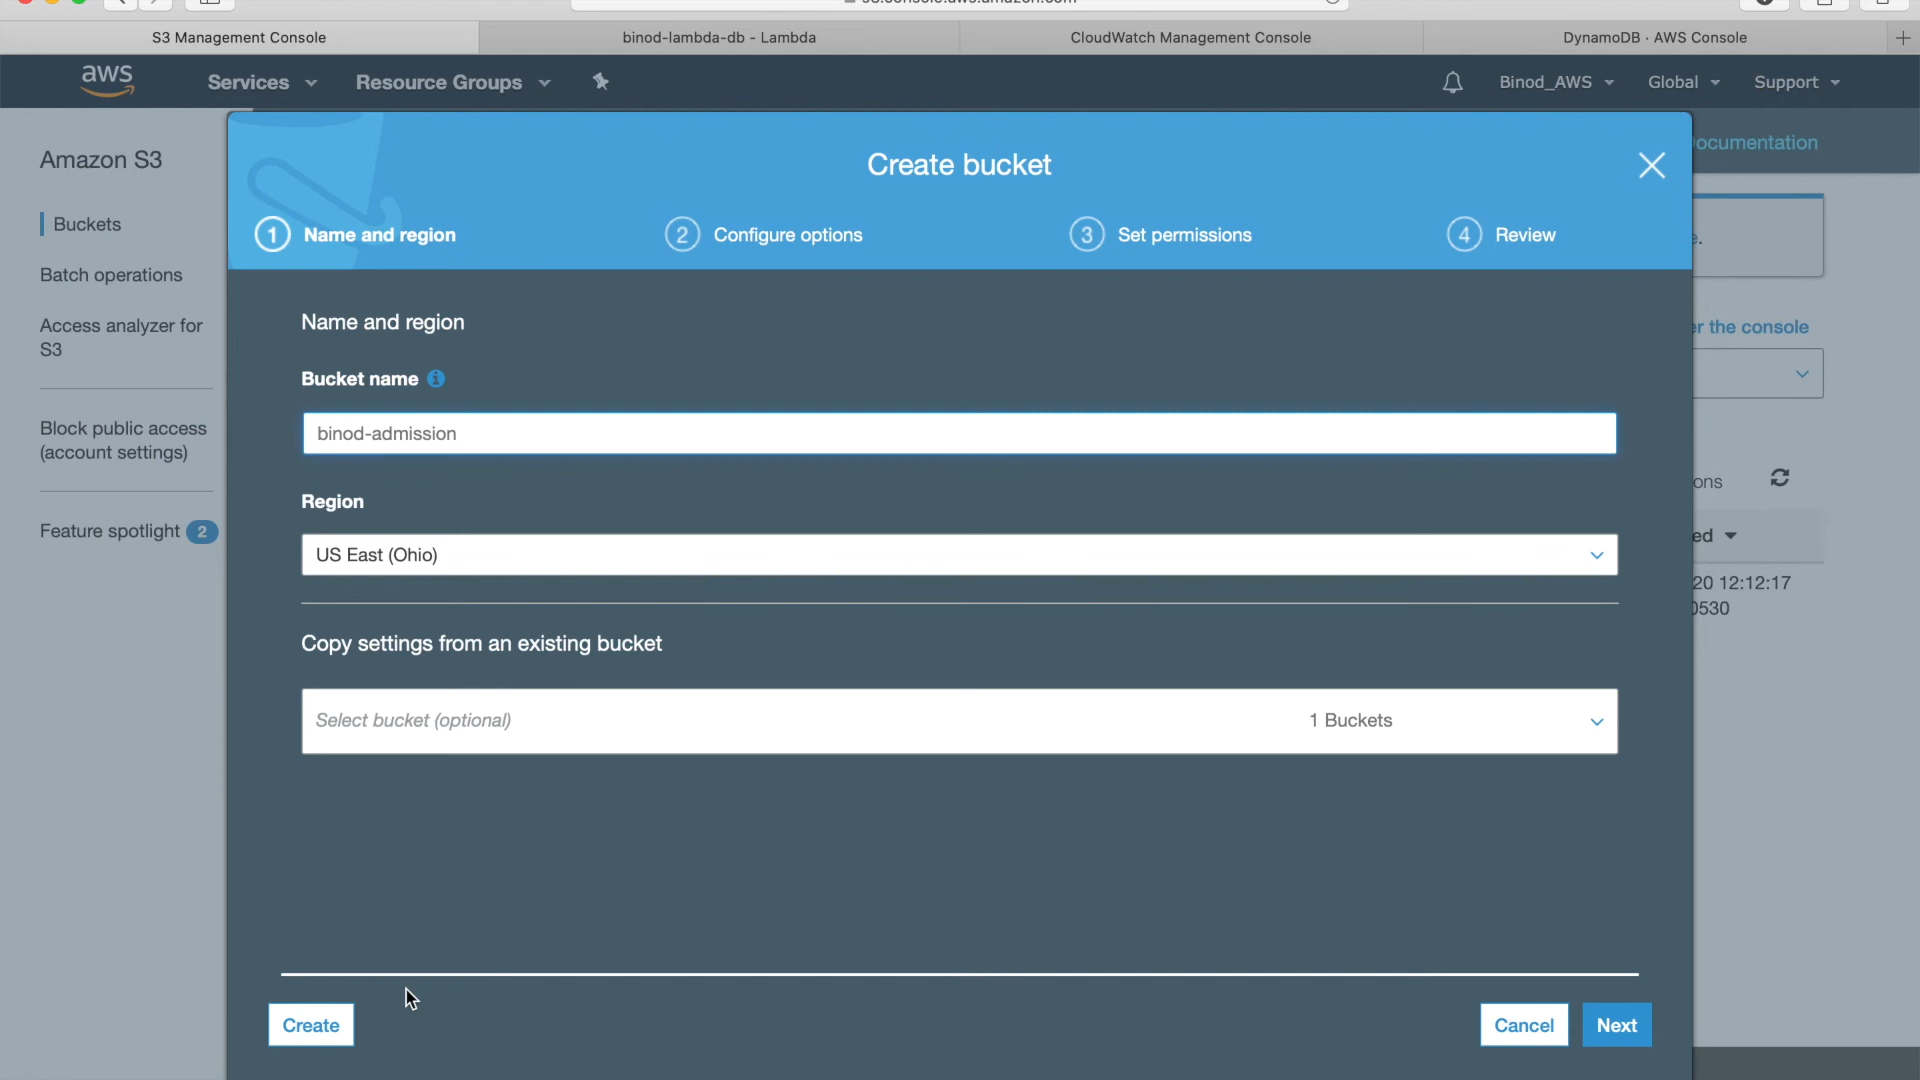 S3 Management Console
binod-lambda-db - Lambda
CloudWatch Management Console
DynamoDB · AWS Console
aws
Services
Resource Groups
Binod_AWS
Global
Support
Amazon S3
Buckets
Batch operations
Access analyzer for
S3
Block public access
(account settings)
Feature spotlight 2
Create bucket
1 Name and region
2 Configure options
3 Set permissions
4 Review
Name and region
Bucket name
binod-admission
Region
US East (Ohio)
Copy settings from an existing bucket
Select bucket (optional)
1 Buckets
Create
Cancel
Next
ocumentation
e.
er the console
ons
ed
20 12:12:17
0530